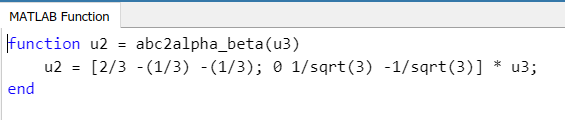 MATLAB Function
function u2 = abc2alpha_beta(u3)
    u2 = [2/3 -(1/3) -(1/3); 0 1/sqrt(3) -1/sqrt(3)] * u3;
end